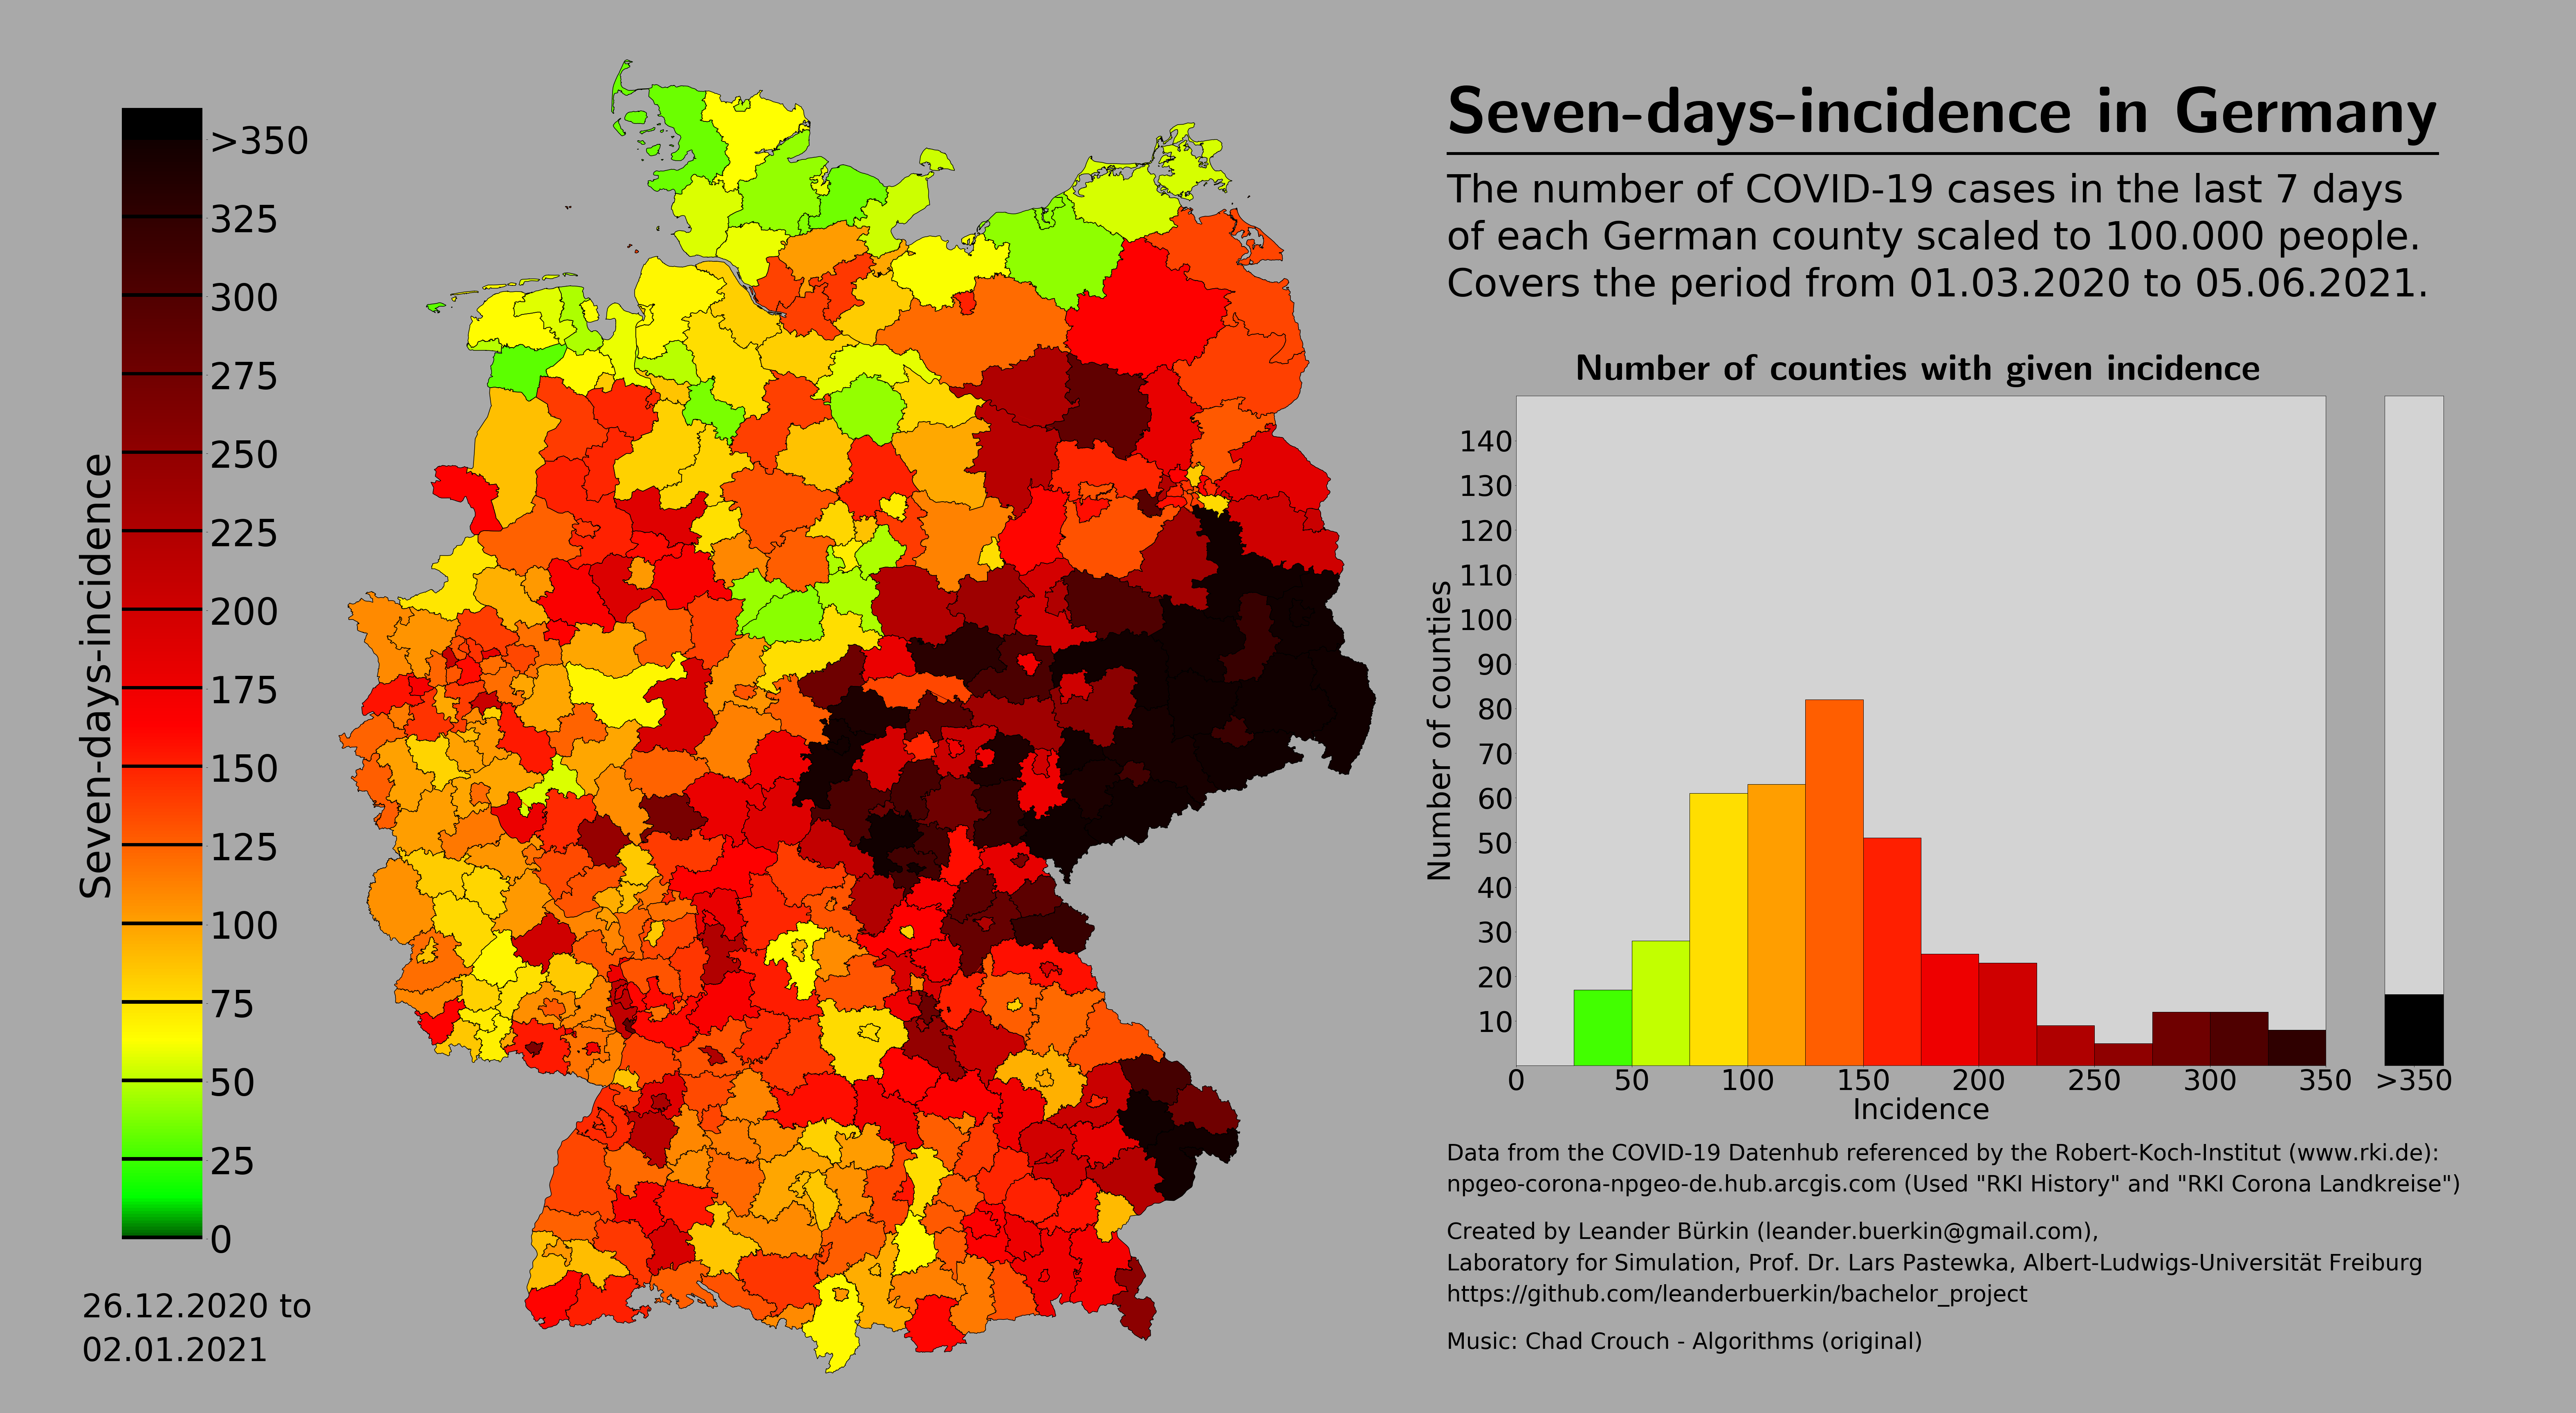 Seven-days-incidence in Germany
The number of COVID-19 cases in the last 7 days
of each German county scaled to 100.000 people.
Covers the period from 01.03.2020 to 05.06.2021.
Seven-days-incidence
>350
325
300
275
250
225
200
175
150
125
100
75
50
25
0
26.12.2020 to
02.01.2021
Number of counties with given incidence
Number of counties
140
130
120
110
100
90
80
70
60
50
40
30
20
10
0 50 100 150 200 250 300 350 >350
Incidence
Data from the COVID-19 Datenhub referenced by the Robert-Koch-Institut (www.rki.de):
npgeo-corona-npgeo-de.hub.arcgis.com (Used "RKI History" and "RKI Corona Landkreise")
Created by Leander Bürkin (leander.buerkin@gmail.com),
Laboratory for Simulation, Prof. Dr. Lars Pastewka, Albert-Ludwigs-Universität Freiburg
https://github.com/leanderbuerkin/bachelor_project
Music: Chad Crouch - Algorithms (original)